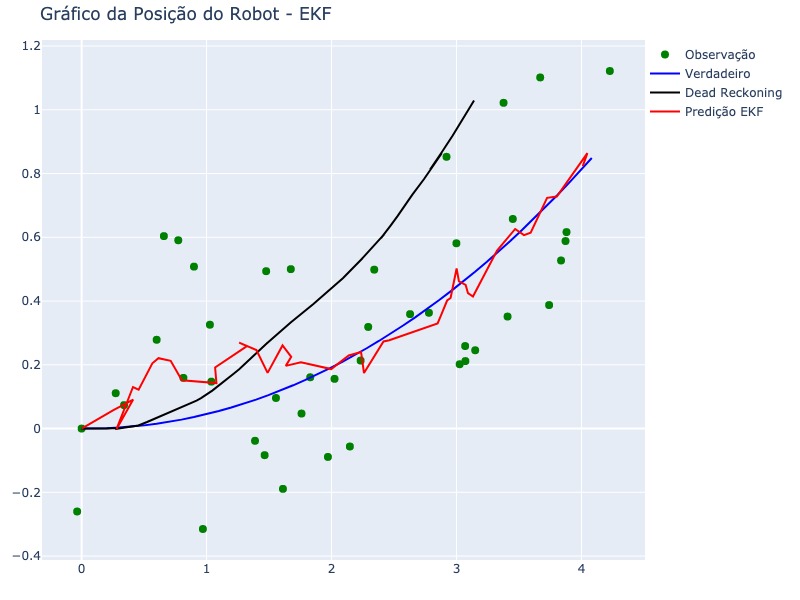 Gráfico da Posição do Robot - EKF
1.2
1
0.8
0.6
0.4
0.2
0
−0.2
−0.4
0
1
2
3
4
Observação
Verdadeiro
Dead Reckoning
Predição EKF